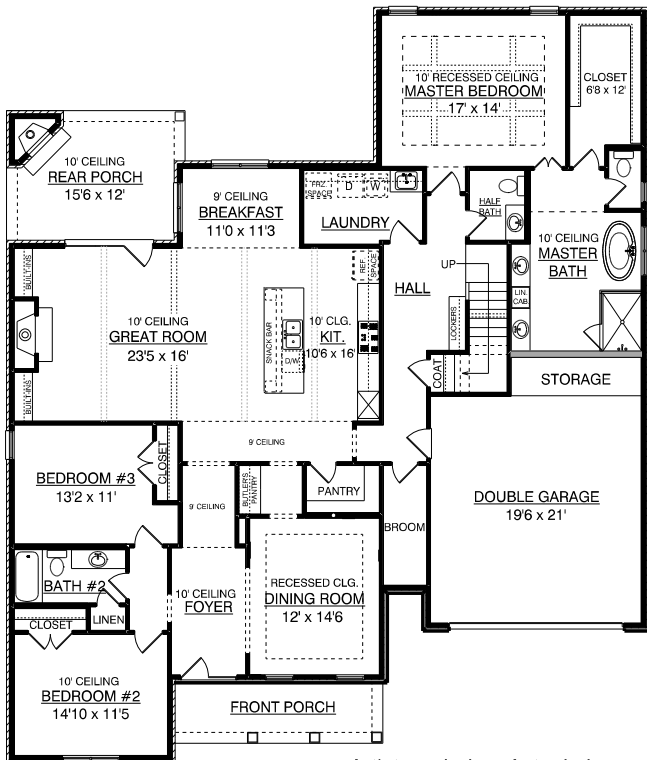 10' RECESSED CEILING
MASTER BEDROOM
17' x 14'
CLOSET
6'8 x 12'
10' CEILING
REAR PORCH
15'6 x 12'
9' CEILING
BREAKFAST
11'0 x 11'3
FRZ.
SPACE
D
W
LAUNDRY
HALF
BATH
10' CEILING
MASTER
BATH
LIN.
CAB.
UP
HALL
REF.
SPACE
LOCKERS
COAT
BUILT-INS
10' CEILING
GREAT ROOM
23'5 x 16'
BUILT-INS
SNACK BAR
D/W
10' CLG.
KIT.
10'6 x 16'
STORAGE
9' CEILING
BEDROOM #3
13'2 x 11'
CLOSET
9' CEILING
BUTLER'S
PANTRY
PANTRY
BROOM
DOUBLE GARAGE
19'6 x 21'
BATH #2
LINEN
CLOSET
10' CEILING
FOYER
RECESSED CLG.
DINING ROOM
12' x 14'6
10' CEILING
BEDROOM #2
14'10 x 11'5
FRONT PORCH